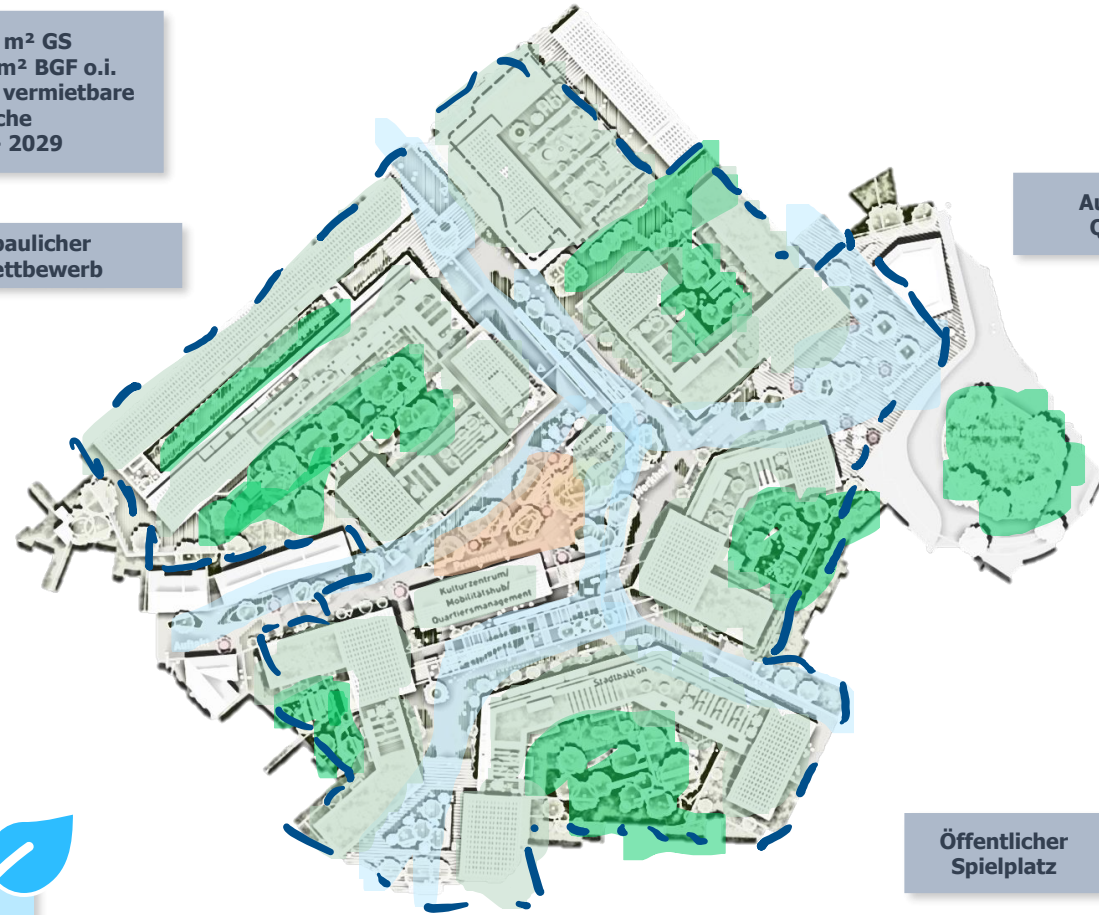 m² GS
m² BGF o.i.
vermietbare
che
2029
baulicher
ettbewerb
Au
Q
Kulturzentrum/
Mobilitätshub/
Quartiersmanagement
Stadtbalkon
Öffentlicher
Spielplatz